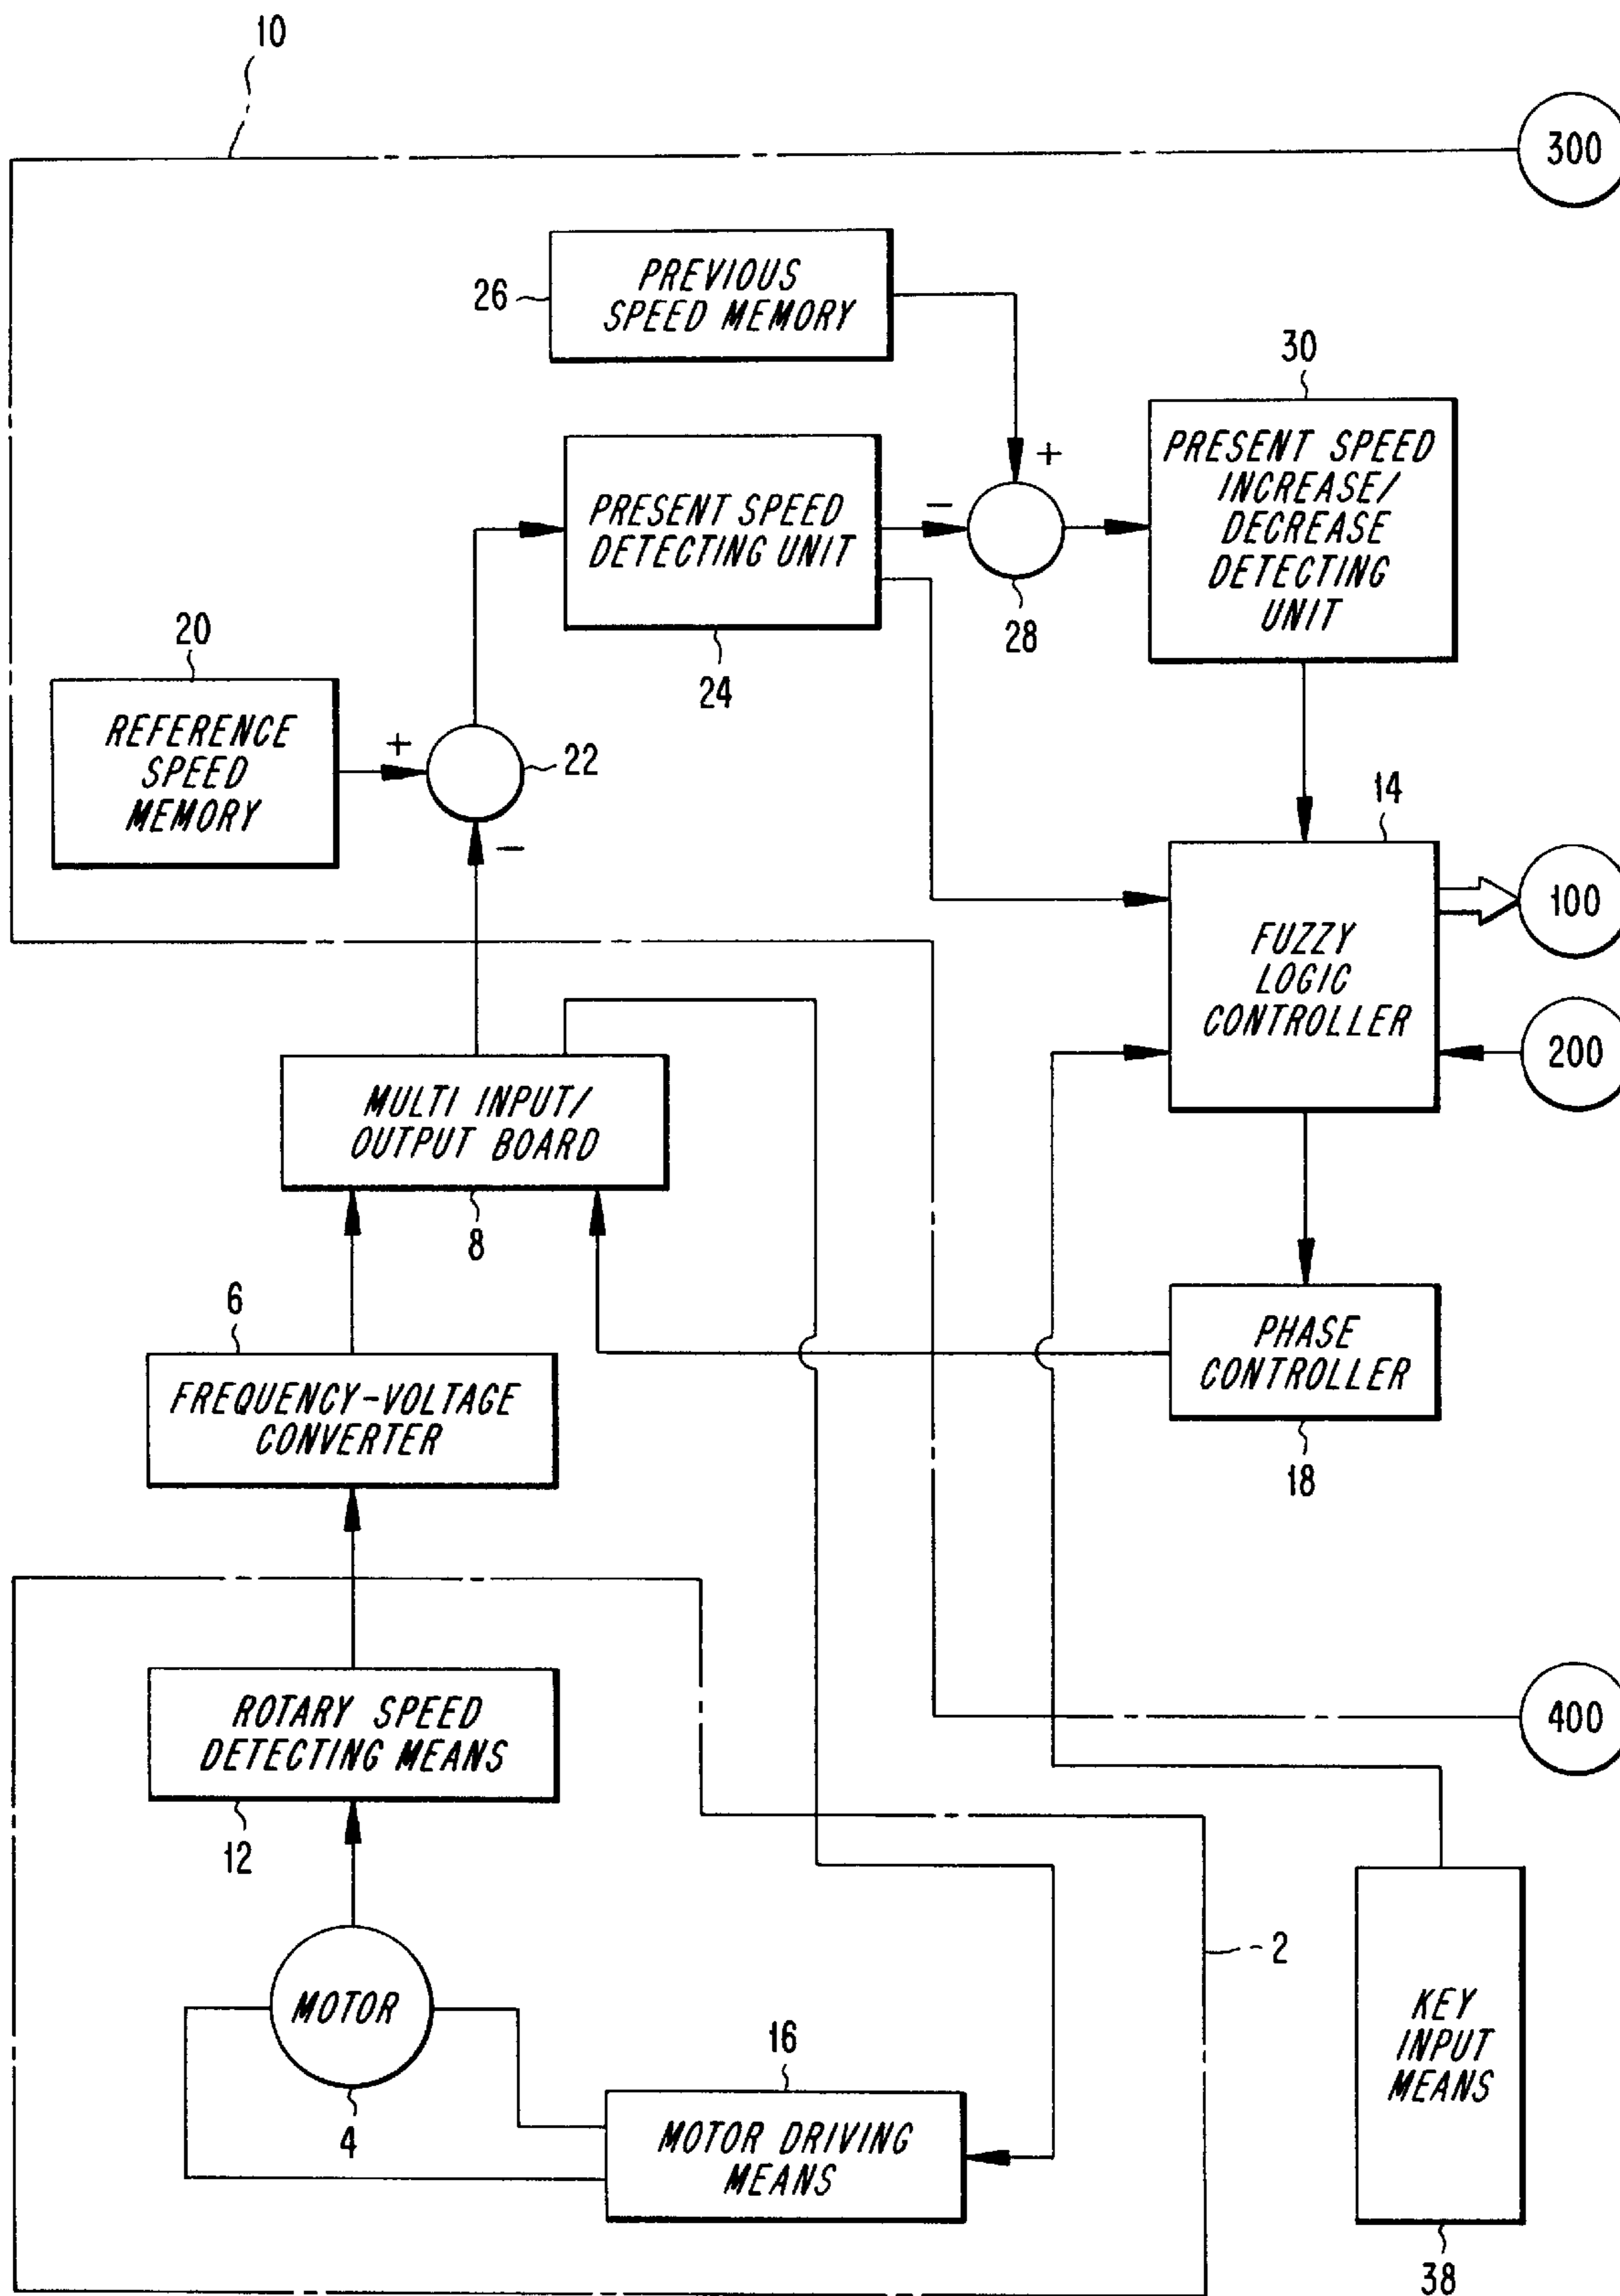 10
300
PREVIOUS
SPEED MEMORY
26
30
PRESENT SPEED
INCREASE/
DECREASE
DETECTING
UNIT
+
PRESENT SPEED
DETECTING UNIT
−
28
24
20
REFERENCE
SPEED
MEMORY
+
22
−
14
FUZZY
LOGIC
CONTROLLER
100
200
MULTI INPUT/
OUTPUT BOARD
8
6
FREQUENCY-VOLTAGE
CONVERTER
PHASE
CONTROLLER
18
ROTARY SPEED
DETECTING MEANS
12
400
2
MOTOR
4
16
MOTOR DRIVING
MEANS
KEY
INPUT
MEANS
38